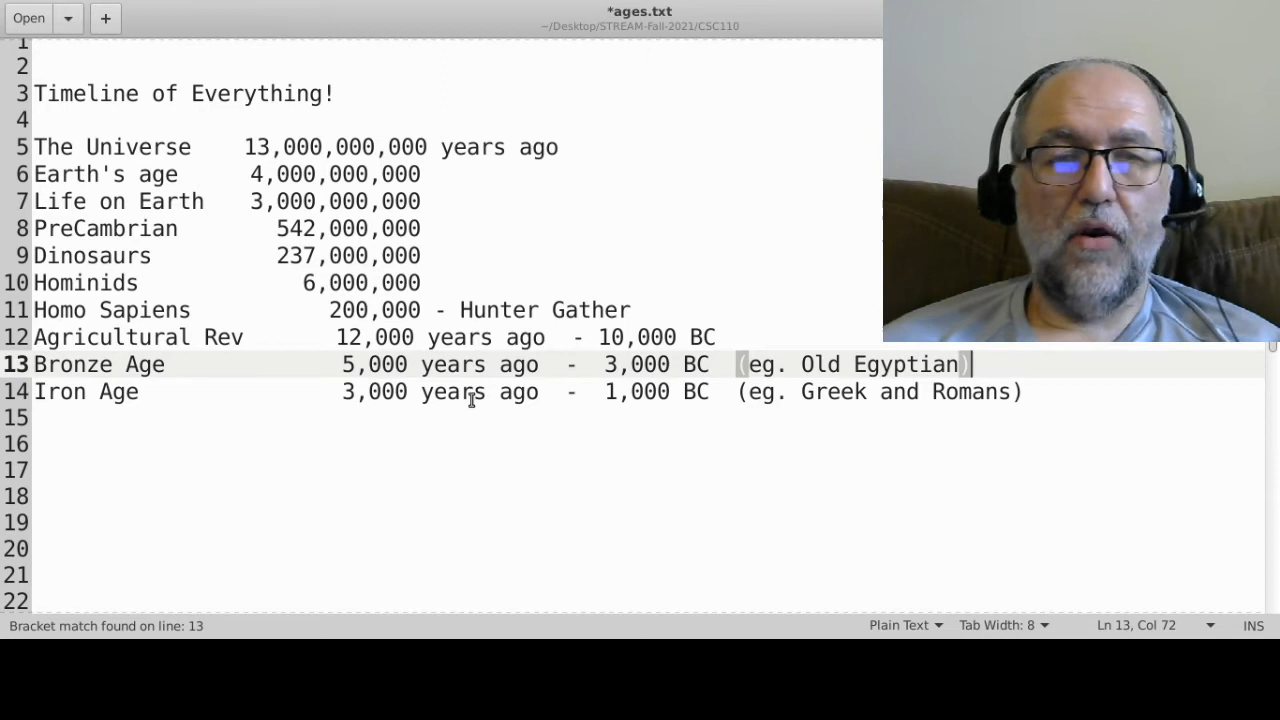 Open
+
*ages.txt
~/Desktop/STREAM-Fall-2021/CSC110
1
2
3 Timeline of Everything!
4
5 The Universe 13,000,000,000 years ago
6 Earth's age 4,000,000,000
7 Life on Earth 3,000,000,000
8 PreCambrian 542,000,000
9 Dinosaurs 237,000,000
10 Hominids 6,000,000
11 Homo Sapiens 200,000 - Hunter Gather
12 Agricultural Rev 12,000 years ago - 10,000 BC
13 Bronze Age 5,000 years ago - 3,000 BC (eg. Old Egyptian)
14 Iron Age 3,000 years ago - 1,000 BC (eg. Greek and Romans)
15
16
17
18
19
20
21
22
Bracket match found on line: 13 Plain Text Tab Width: 8 Ln 13, Col 72 INS